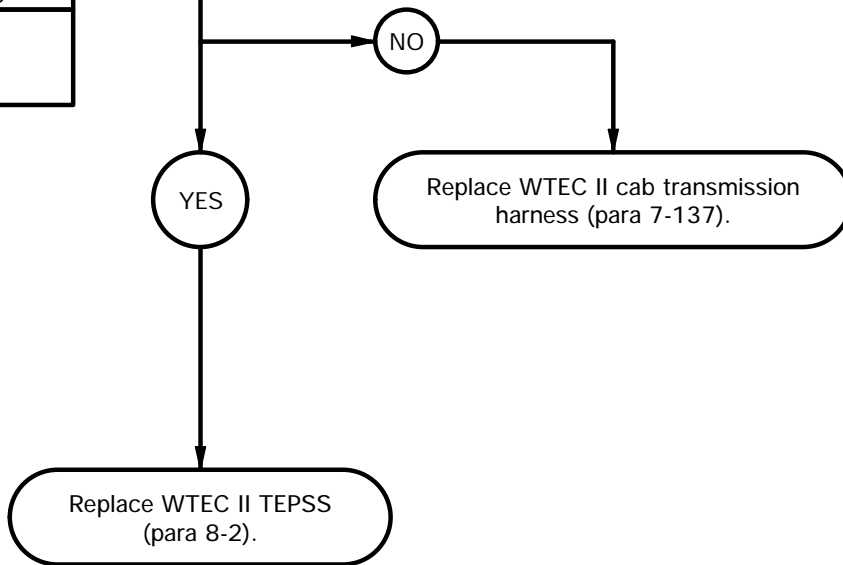 NO
YES
Replace WTEC II cab transmission
harness (para 7-137).
Replace WTEC II TEPSS
(para 8-2).